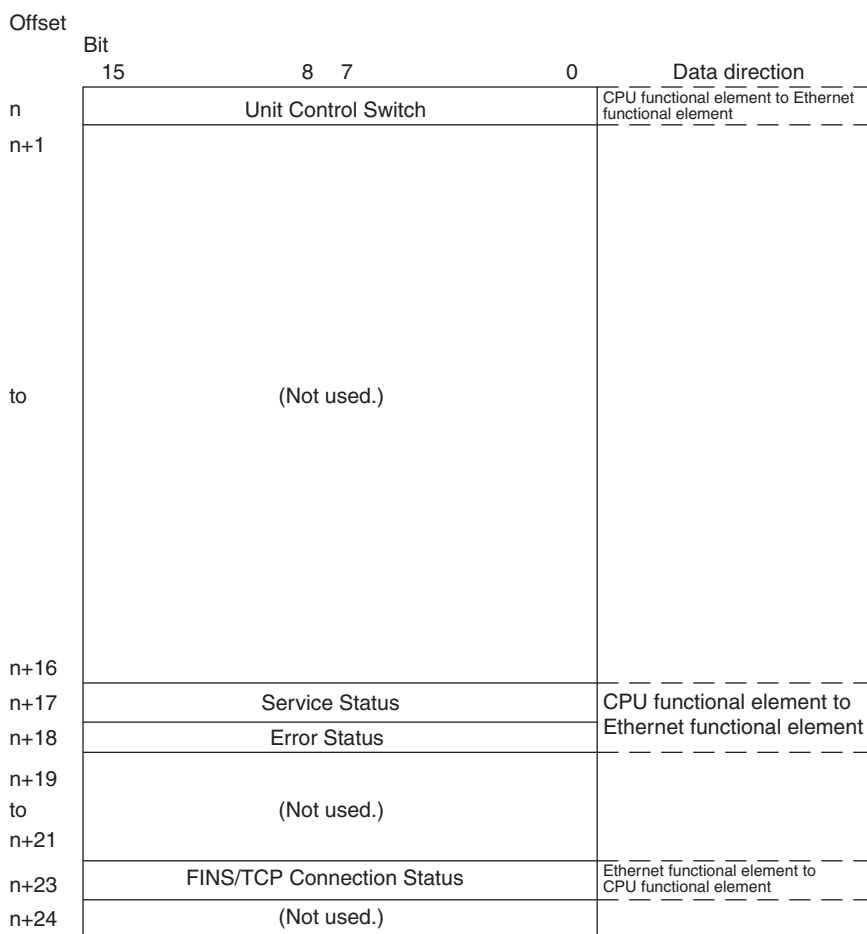 Offset
Bit
15 8 7 0 Data direction
n Unit Control Switch CPU functional element to Ethernet
functional element
n+1
to (Not used.)
n+16
n+17 Service Status CPU functional element to
n+18 Error Status Ethernet functional element
n+19
to (Not used.)
n+21
n+23 FINS/TCP Connection Status Ethernet functional element to
CPU functional element
n+24 (Not used.)